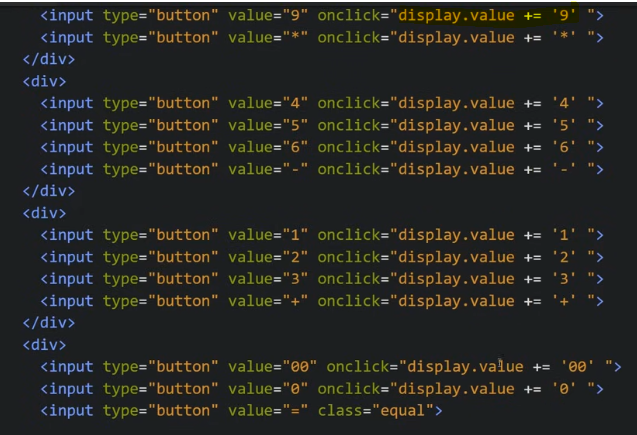 <input type="button" value="9" onclick="display.value += '9' ">
<input type="button" value="*" onclick="display.value += '*' ">
</div>
<div>
<input type="button" value="4" onclick="display.value += '4' ">
<input type="button" value="5" onclick="display.value += '5' ">
<input type="button" value="6" onclick="display.value += '6' ">
<input type="button" value="-" onclick="display.value += '-' ">
</div>
<div>
<input type="button" value="1" onclick="display.value += '1' ">
<input type="button" value="2" onclick="display.value += '2' ">
<input type="button" value="3" onclick="display.value += '3' ">
<input type="button" value="+" onclick="display.value += '+' ">
</div>
<div>
<input type="button" value="00" onclick="display.value += '00' ">
<input type="button" value="0" onclick="display.value += '0' ">
<input type="button" value="=" class="equal">